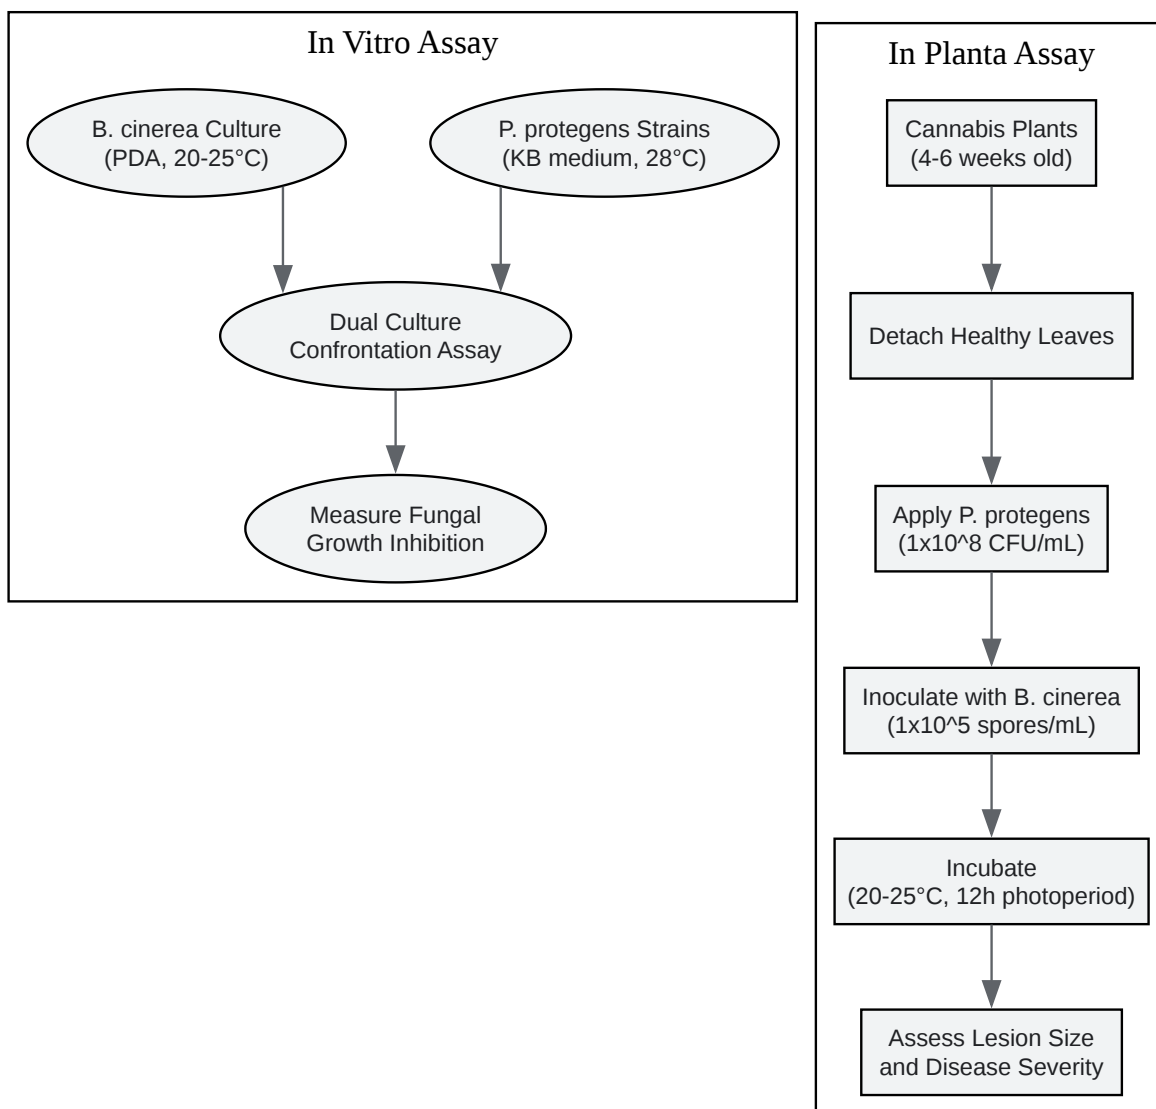 In Vitro Assay
B. cinerea Culture
(PDA, 20-25°C)
P. protegens Strains
(KB medium, 28°C)
Dual Culture
Confrontation Assay
Measure Fungal
Growth Inhibition
In Planta Assay
Cannabis Plants
(4-6 weeks old)
Detach Healthy Leaves
Apply P. protegens
(1x10^8 CFU/mL)
Inoculate with B. cinerea
(1x10^5 spores/mL)
Incubate
(20-25°C, 12h photoperiod)
Assess Lesion Size
and Disease Severity